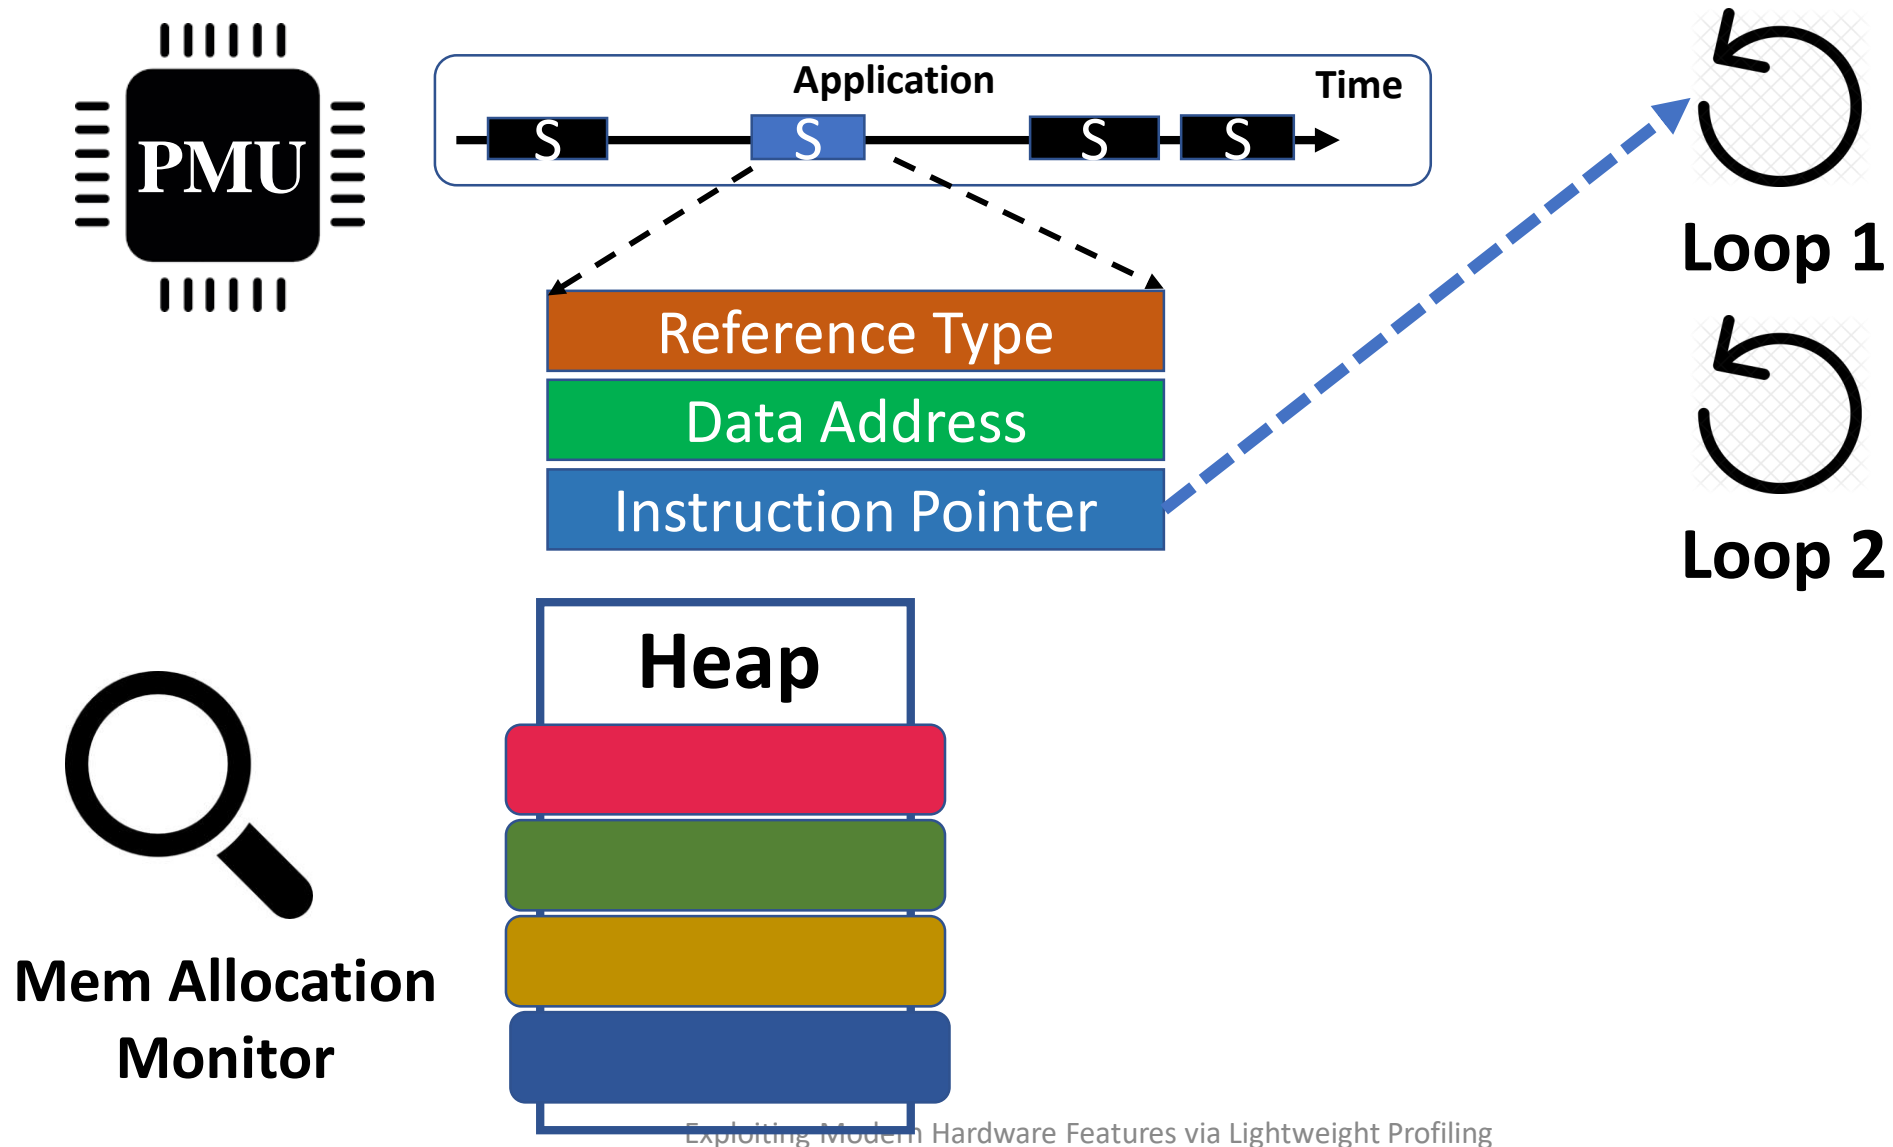 PMU
Application
Time
S S S S
Reference Type
Data Address
Instruction Pointer
Loop 1
Loop 2
Heap
Mem Allocation
Monitor
Exploiting Modern Hardware Features via Lightweight Profiling